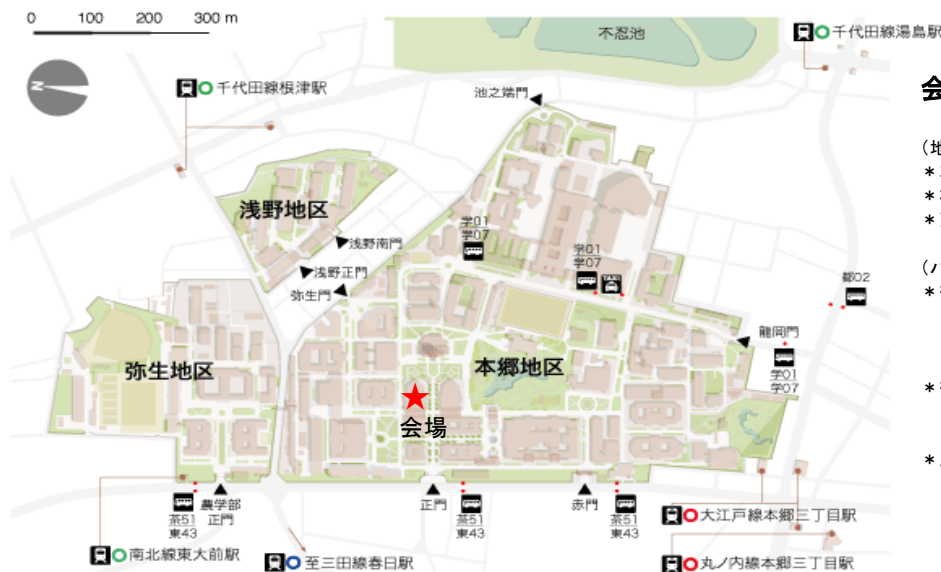 0 100 200 300 m
N
不忍池
千代田線湯島駅
千代田線根津駅
池之端門
会
(地
浅野地区
学01
学07
浅野南門
学01
学07
TAXI
浅野正門
(バ
弥生門
都02
龍岡門
弥生地区
本郷地区
学01
学07
会場
農学部
正門
正門
赤門
茶51
東43
茶51
東43
茶51
東43
大江戸線本郷三丁目駅
南北線東大前駅
至三田線春日駅
丸ノ内線本郷三丁目駅